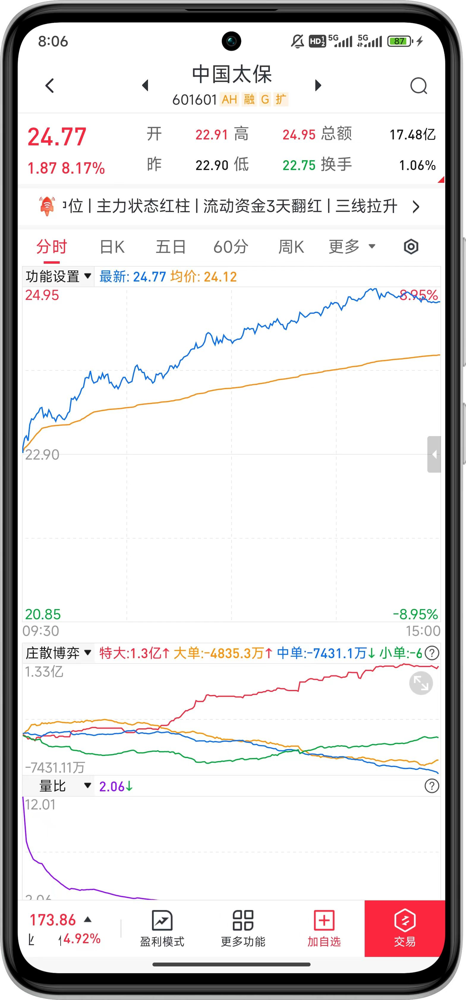 8:06
HD 1 2 5G 5G 87
中国太保
601601 AH 融 G 扩
24.77 开 22.91 高 24.95 总额 17.48亿
1.87 8.17% 昨 22.90 低 22.75 换手 1.06%
位 | 主力状态红柱 | 流动资金3天翻红 | 三线拉升
分时 日K 五日 60分 周K 更多
功能设置 最新: 24.77 均价: 24.12
24.95 8.95%
22.90
20.85 -8.95%
09:30 15:00
庄散博弈 特大:1.3亿↑ 大单:-4835.3万↑ 中单:-7431.1万↓ 小单:-6 ?
1.33亿
-7431.11万
量比 2.06↓ ?
12.01
2.06
173.86
4.92%
盈利模式 更多功能 加自选 交易